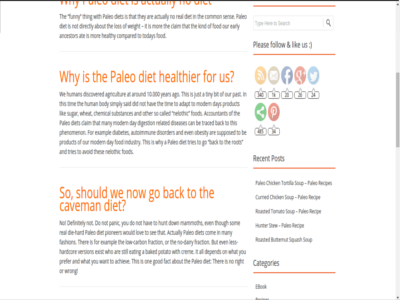 Why Paleo diet is actually no diet
The "funny" thing with Paleo diets is that they are actually no real diet in the common sense. Paleo
diet is not directly about the loss of weight – it is more the claim that the kind of food our early
ancestors ate is more healthy compared to todays food.
Why is the Paleo diet healthier for us?
We humans discovered agriculture at around 10.000 years ago. This is just a tiny bit of our past. In
this time the human body simply said did not have the time to adapt to modern days products
like sugar, wheat, chemical substances and other so called "neilothic" foods. Accountants of the
Paleo diets claim that many modern day digestion related diseases can be traced back to this
phenomenon. For example diabetes, autoimmune disorders and even obesity are supposed to be
products of our modern day food industry. This is why a Paleo diet tries to go "back to the roots"
and tries to avoid these neilothic foods.
So, should we now go back to the
caveman diet?
No! Definitely not. Do not panic, you do not have to hunt down mammoths, even though some
real die-hard Paleo diet pioneers would love to see that. Actually Paleo diets come in many
fashions. There is for example the low-carbon fraction, or the no-dairy fraction. But even less-
hardcore versions exist who are still eating a baked potato with creme. It all depends on what you
prefer and what you want to achieve. This is one good fact about the Paleo diet: There is no right
or wrong!
Type Here to Search
Please follow & like us :)
340 1k 20 26 24
485 34
Recent Posts
Paleo Chicken Tortilla Soup – Paleo Recipes
Curried Chicken Soup – Paleo Recipe
Roasted Tomato Soup – Paleo Recipe
Hunter Stew – Paleo Recipe
Roasted Butternut Squash Soup
Categories
EBook
Recipes